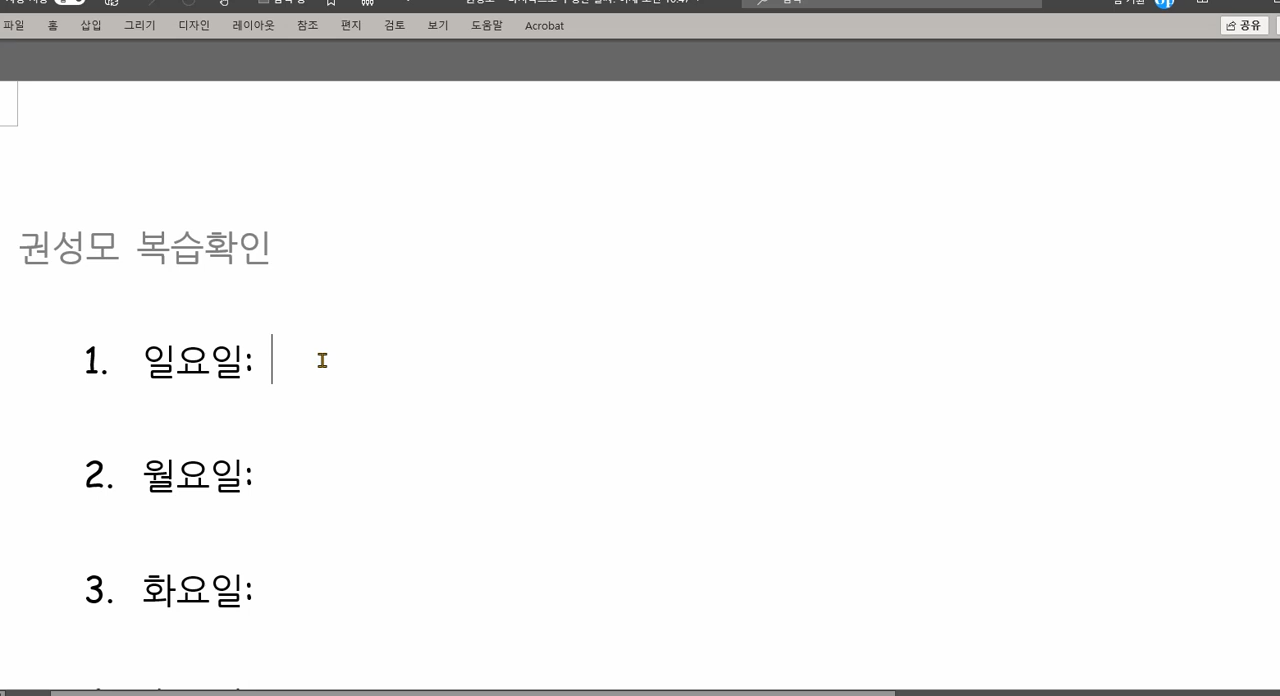 파일 홈 삽입 그리기 디자인 레이아웃 참조 편지 검토 보기 도움말 Acrobat 공유
권성모 복습확인
1. 일요일:
2. 월요일:
3. 화요일: